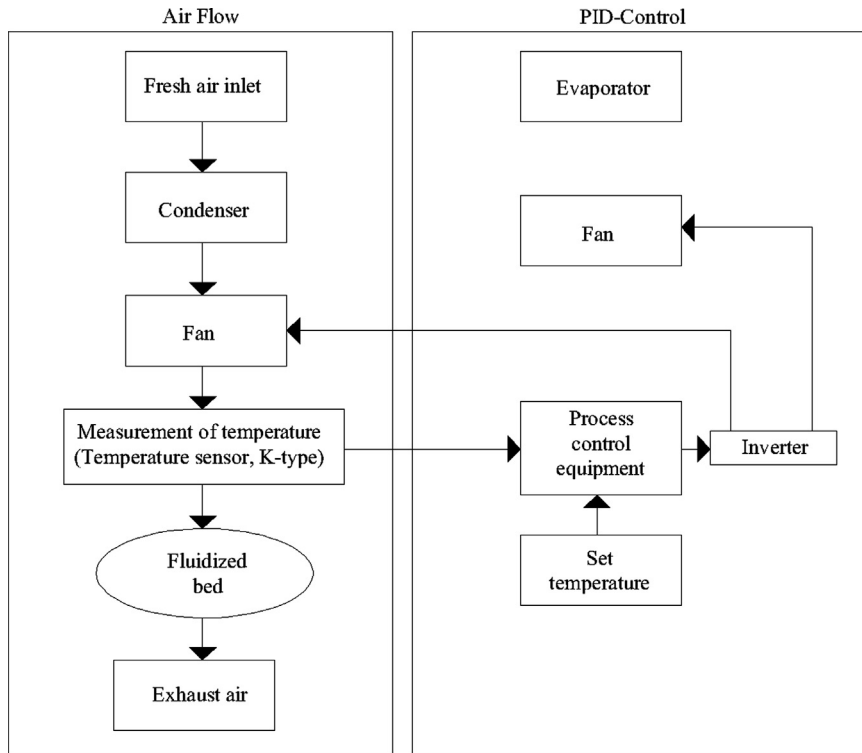 Air Flow
Fresh air inlet
Condenser
Fan
Measurement of temperature
(Temperature sensor, K-type)
Fluidized
bed
Exhaust air
PID-Control
Evaporator
Fan
Process
control
equipment
Inverter
Set
temperature